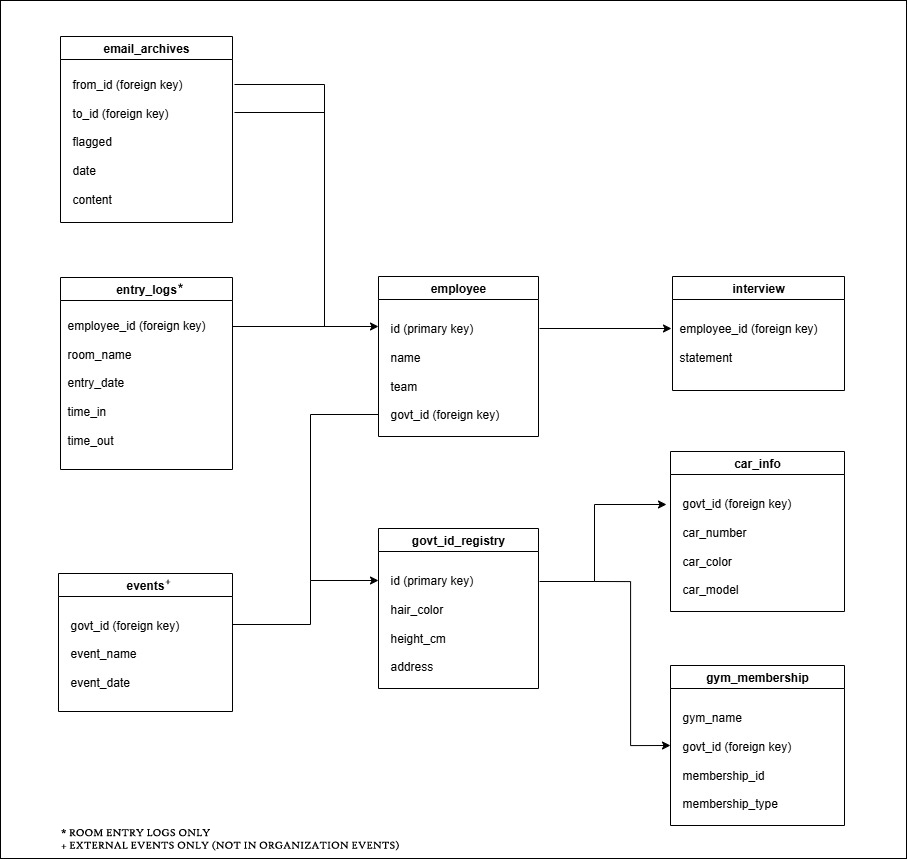 email_archives
from_id (foreign key)
to_id (foreign key)
flagged
date
content
entry_logs*
employee_id (foreign key)
room_name
entry_date
time_in
time_out
employee
id (primary key)
name
team
govt_id (foreign key)
interview
employee_id (foreign key)
statement
car_info
govt_id (foreign key)
car_number
car_color
car_model
govt_id_registry
id (primary key)
hair_color
height_cm
address
events+
govt_id (foreign key)
event_name
event_date
gym_membership
gym_name
govt_id (foreign key)
membership_id
membership_type
* ROOM ENTRY LOGS ONLY
+ EXTERNAL EVENTS ONLY (NOT IN ORGANIZATION EVENTS)